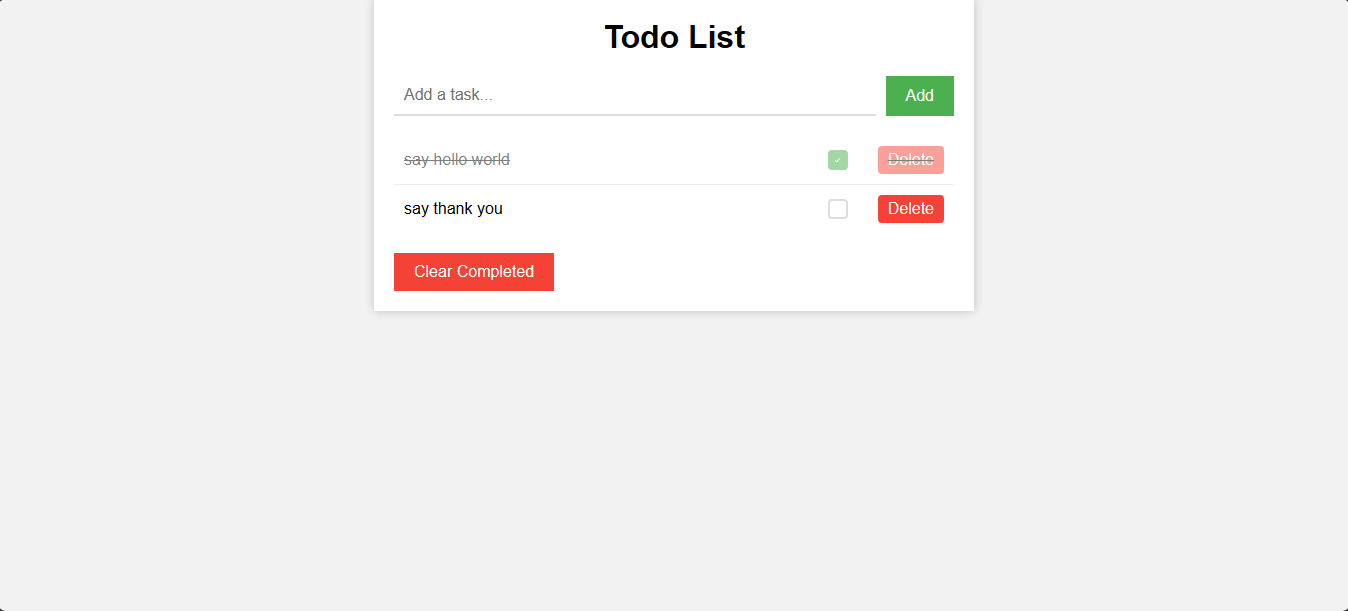 Todo List
Add a task... Add
say hello world ✓ Delete
say thank you Delete
Clear Completed